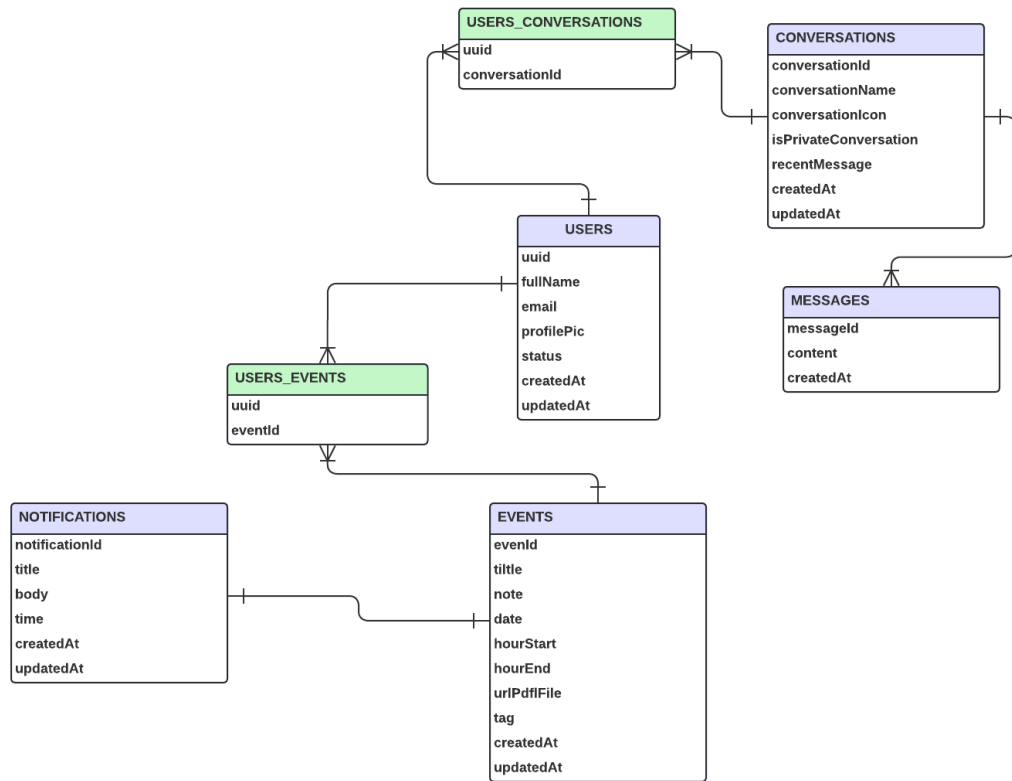 USERS_CONVERSATIONS
uuid
conversationId
CONVERSATIONS
conversationId
conversationName
conversationIcon
isPrivateConversation
recentMessage
createdAt
updatedAt
USERS
uuid
fullName
email
profilePic
status
createdAt
updatedAt
MESSAGES
messageId
content
createdAt
USERS_EVENTS
uuid
eventId
NOTIFICATIONS
notificationId
title
body
time
createdAt
updatedAt
EVENTS
evenId
tiltle
note
date
hourStart
hourEnd
urlPdflFile
tag
createdAt
updatedAt